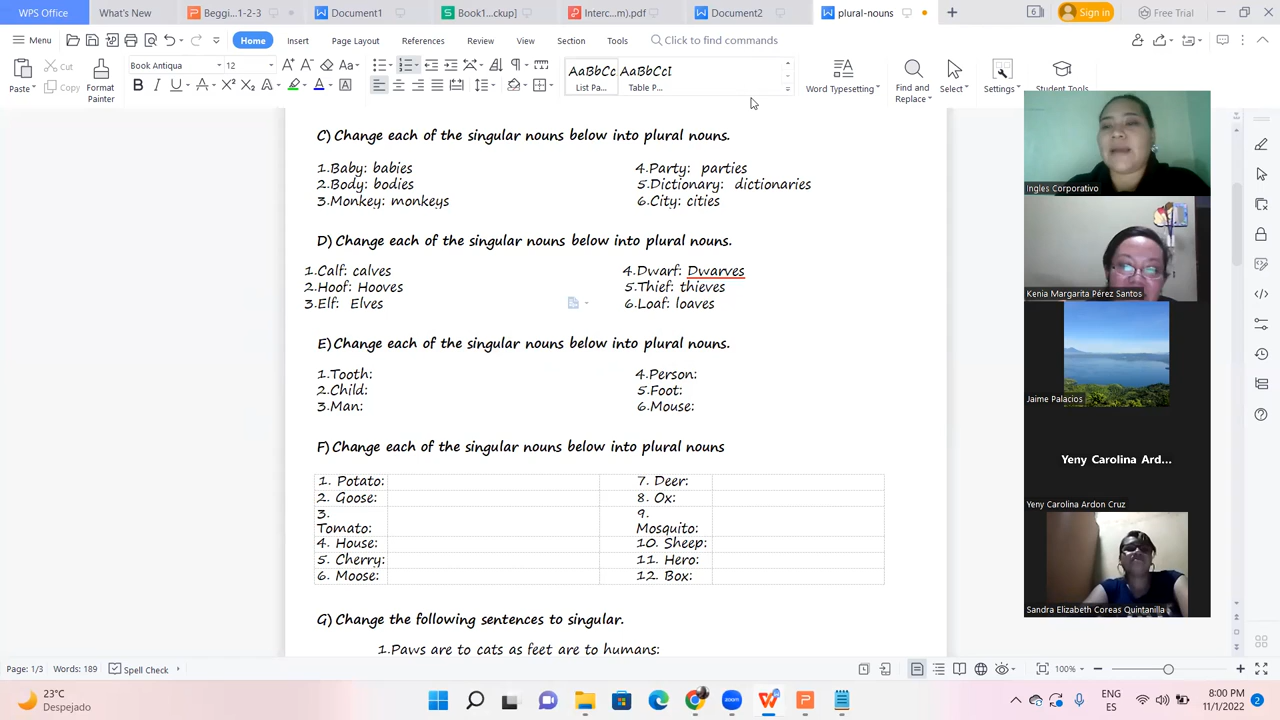 WPS Office
What's New
Beggi...-1-2-3
Document1
Book1...ckup]
Interc...m).pdf
Document2
plural-nouns
6
Sign in
Free Trial
Menu
Home
Insert
Page Layout
References
Review
View
Section
Tools
Click to find commands
Paste
Cut
Copy
Format
Painter
Book Antiqua
12
B I U A A A
AaBbCc
List Pa...
AaBbCcI
Table P...
Word Typesetting
Find and
Replace
Select
Settings
Student Tools
C) Change each of the singular nouns below into plural nouns.
1.Baby: babies
2.Body: bodies
3.Monkey: monkeys
4.Party: parties
5.Dictionary: dictionaries
6.City: cities
D) Change each of the singular nouns below into plural nouns.
1.Calf: calves
2.Hoof: Hooves
3.Elf: Elves
4.Dwarf: Dwarves
5.Thief: thieves
6.Loaf: loaves
E) Change each of the singular nouns below into plural nouns.
1.Tooth:
2.Child:
3.Man:
4.Person:
5.Foot:
6.Mouse:
F) Change each of the singular nouns below into plural nouns
1. Potato:
2. Goose:
3.
Tomato:
4. House:
5. Cherry:
6. Moose:
7. Deer:
8. Ox:
9.
Mosquito:
10. Sheep:
11. Hero:
12. Box:
G) Change the following sentences to singular.
1.Paws are to cats as feet are to humans:
Ingles Corporativo
Kenia Margarita Pérez Santos
Jaime Palacios
Yeny Carolina Ard...
Yeny Carolina Ardon Cruz
Sandra Elizabeth Coreas Quintanilla
Page: 1/3
Words: 189
Spell Check
100%
23°C
Despejado
zoom
ENG
ES
8:00 PM
11/1/2022
2